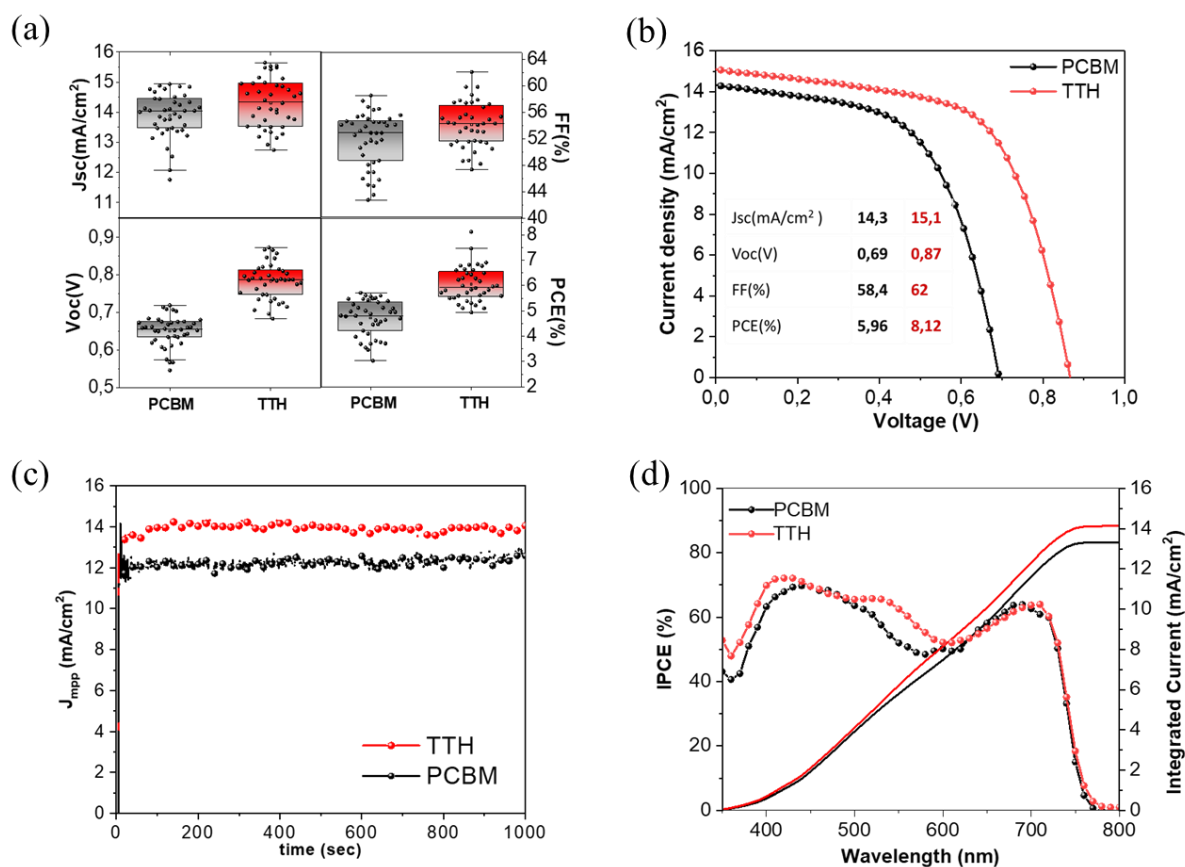 (a)
16
15
14
13
12
11
Jsc(mA/cm²)
64
60
56
52
48
44
40
FF(%)
0,9
0,8
0,7
0,6
0,5
Voc(V)
8
7
6
5
4
3
2
PCE(%)
PCBM TTH PCBM TTH
(b)
16
14
12
10
8
6
4
2
0
Current density (mA/cm²)
PCBM
TTH
Jsc(mA/cm²) 14,3 15,1
Voc(V) 0,69 0,87
FF(%) 58,4 62
PCE(%) 5,96 8,12
0,0 0,2 0,4 0,6 0,8 1,0
Voltage (V)
(c)
16
14
12
10
8
6
4
2
0
Jmpp (mA/cm²)
TTH
PCBM
0 200 400 600 800 1000
time (sec)
(d)
100
80
60
40
20
0
IPCE (%)
PCBM
TTH
16
14
12
10
8
6
4
2
0
Integrated Current (mA/cm²)
400 500 600 700 800
Wavelength (nm)